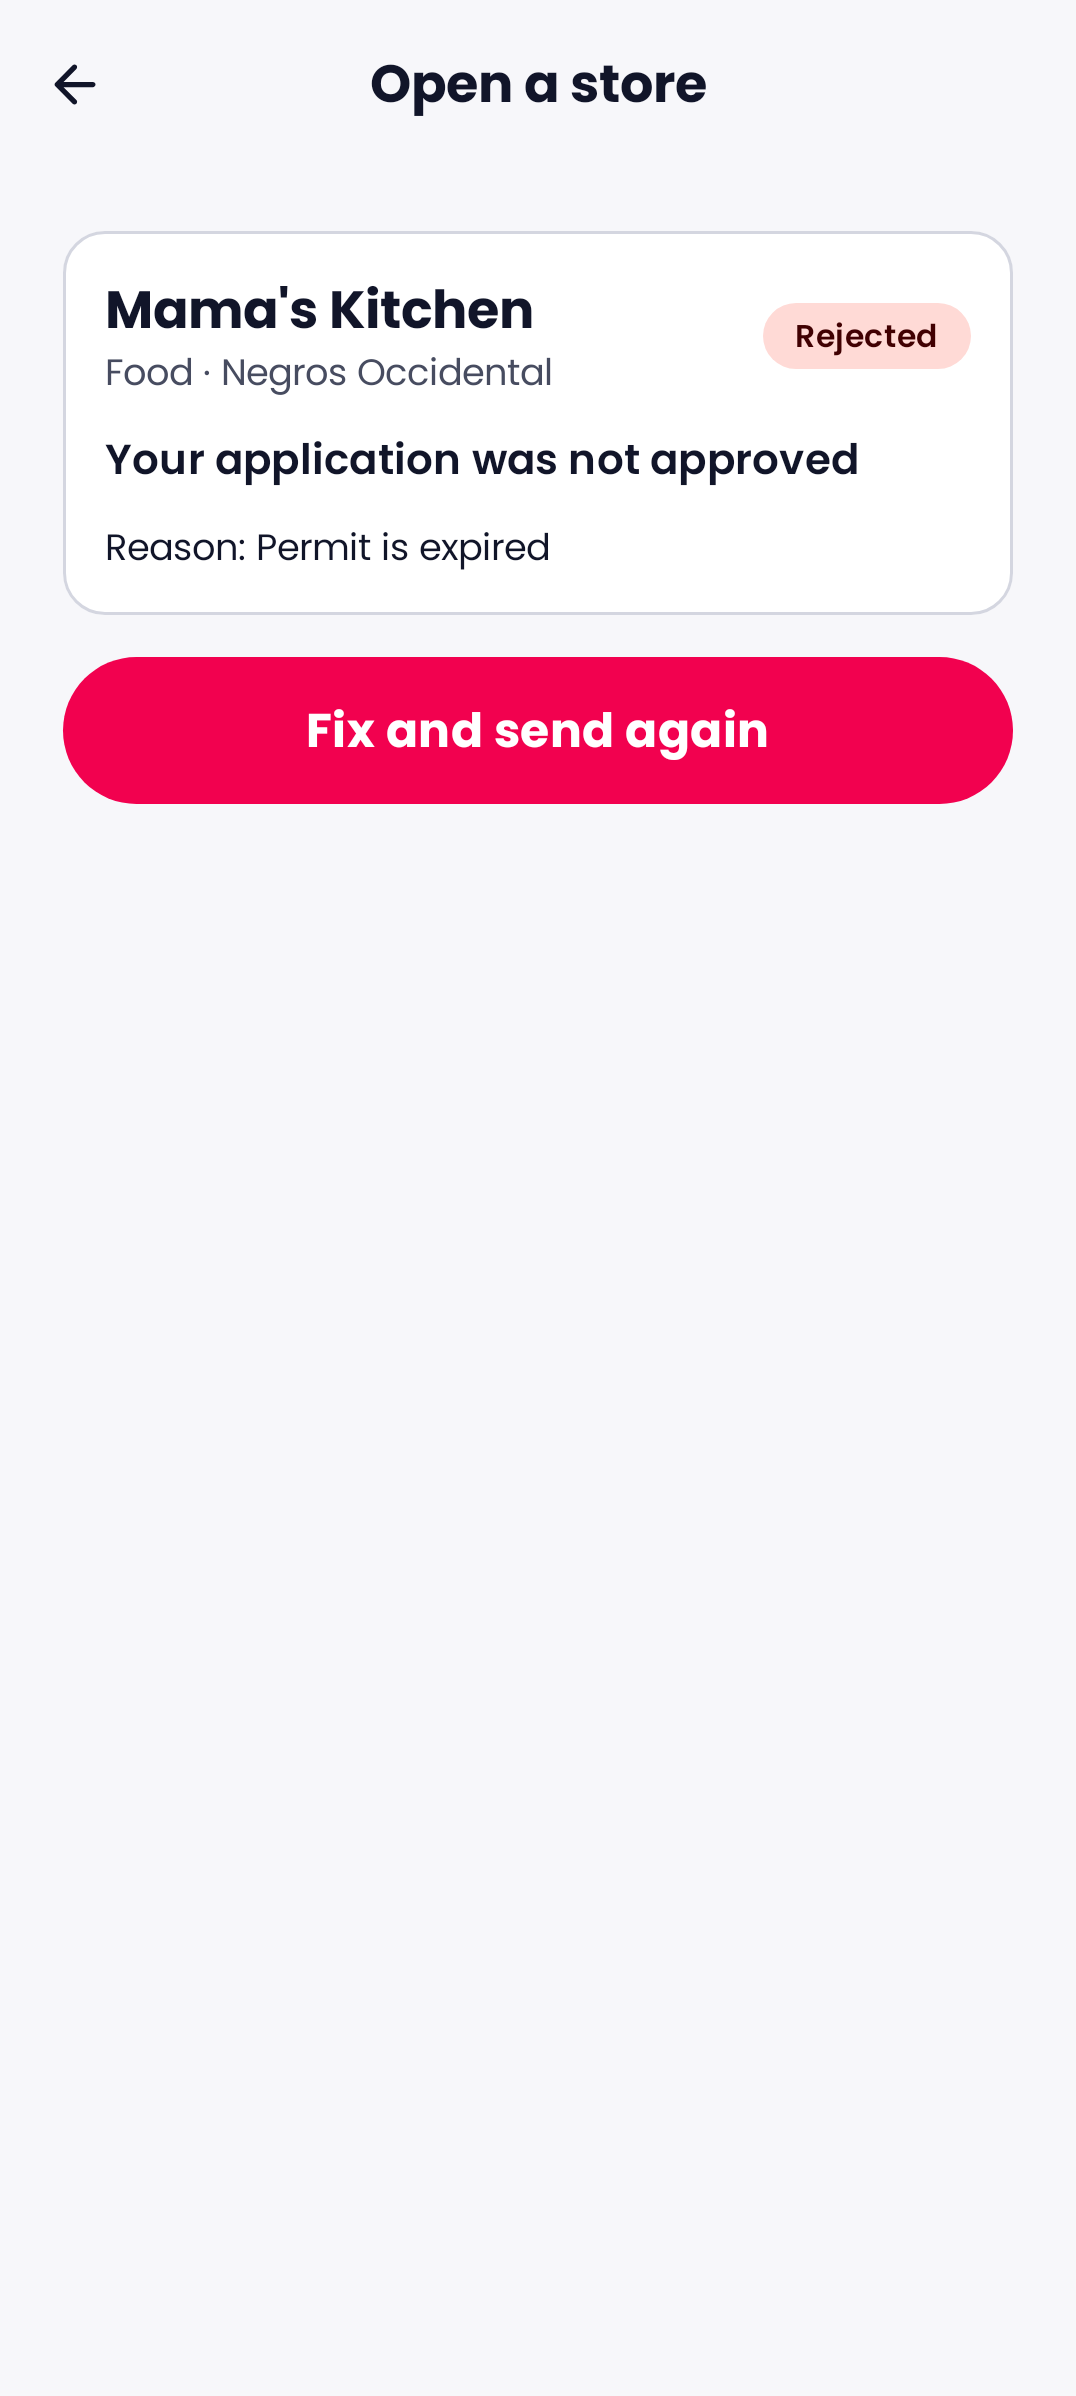 Open a store
Mama's Kitchen
Rejected
Food · Negros Occidental
Your application was not approved
Reason: Permit is expired
Fix and send again